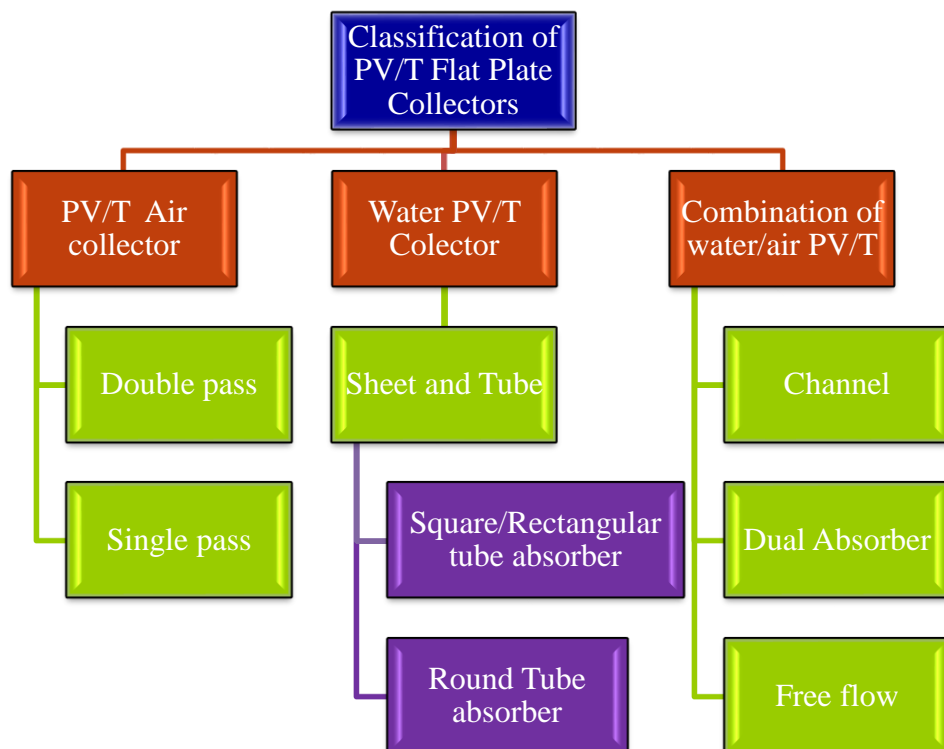 Classification of
PV/T Flat Plate
Collectors
PV/T Air
collector
Water PV/T
Colector
Combination of
water/air PV/T
Double pass
Single pass
Sheet and Tube
Square/Rectangular
tube absorber
Round Tube
absorber
Channel
Dual Absorber
Free flow